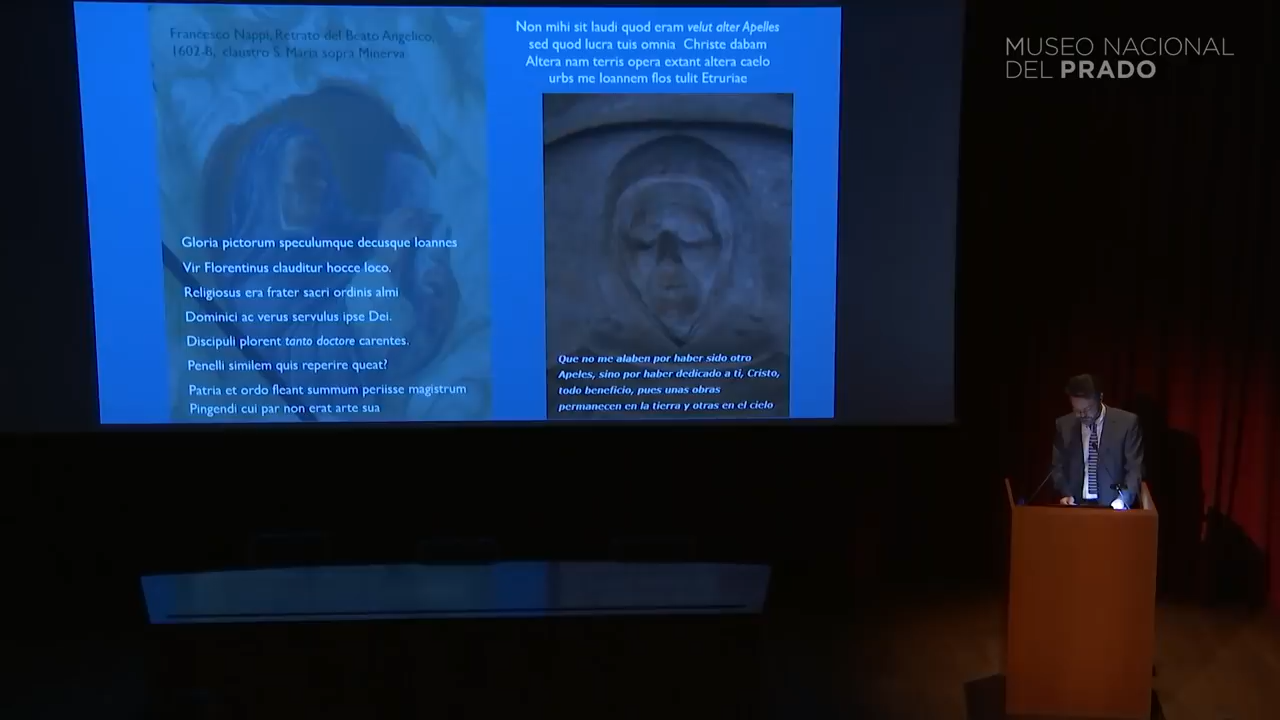 Francesco Nappi, Retrato del Beato Angelico,
1602-8, claustro S. Maria sopra Minerva
Gloria pictorum speculumque decusque Ioannes
Vir Florentinus clauditur hocce loco.
Religiosus era frater sacri ordinis almi
Dominici ac verus servulus ipse Dei.
Discipuli plorent tanto doctore carentes.
Penelli similem quis reperire queat?
Patria et ordo fleant summum periisse magistrum
Pingendi cui par non erat arte sua
Non mihi sit laudi quod eram velut alter Apelles
sed quod lucra tuis omnia Christe dabam
Altera nam terris opera extant altera caelo
urbs me Ioannem flos tulit Etruriae
Que no me alaben por haber sido otro
Apeles, sino por haber dedicado a ti, Cristo,
todo beneficio, pues unas obras
permanecen en la tierra y otras en el cielo
MUSEO NACIONAL
DEL PRADO